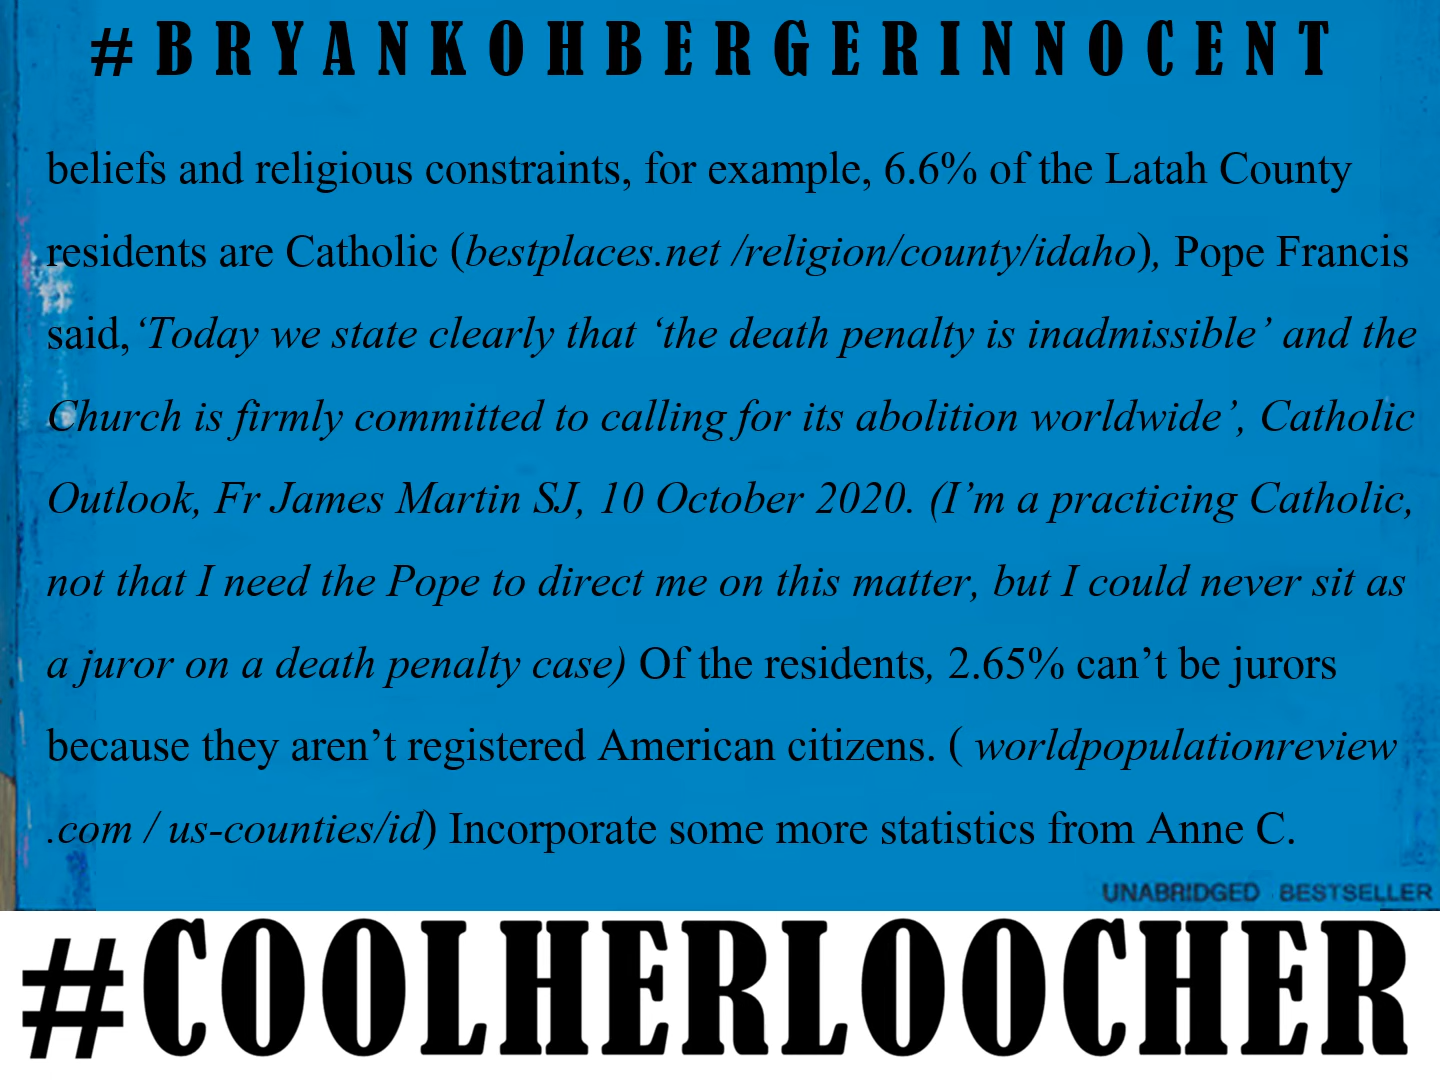 #BRYANKOHBERGERINNOCENT
beliefs and religious constraints, for example, 6.6% of the Latah County
residents are Catholic (bestplaces.net /religion/county/idaho), Pope Francis
said, ‘Today we state clearly that ‘the death penalty is inadmissible’ and the
Church is firmly committed to calling for its abolition worldwide’, Catholic
Outlook, Fr James Martin SJ, 10 October 2020. (I’m a practicing Catholic,
not that I need the Pope to direct me on this matter, but I could never sit as
a juror on a death penalty case) Of the residents, 2.65% can’t be jurors
because they aren’t registered American citizens. ( worldpopulationreview
.com / us-counties/id) Incorporate some more statistics from Anne C.
UNABRIDGED BESTSELLER
#COOLHERLOOCHER